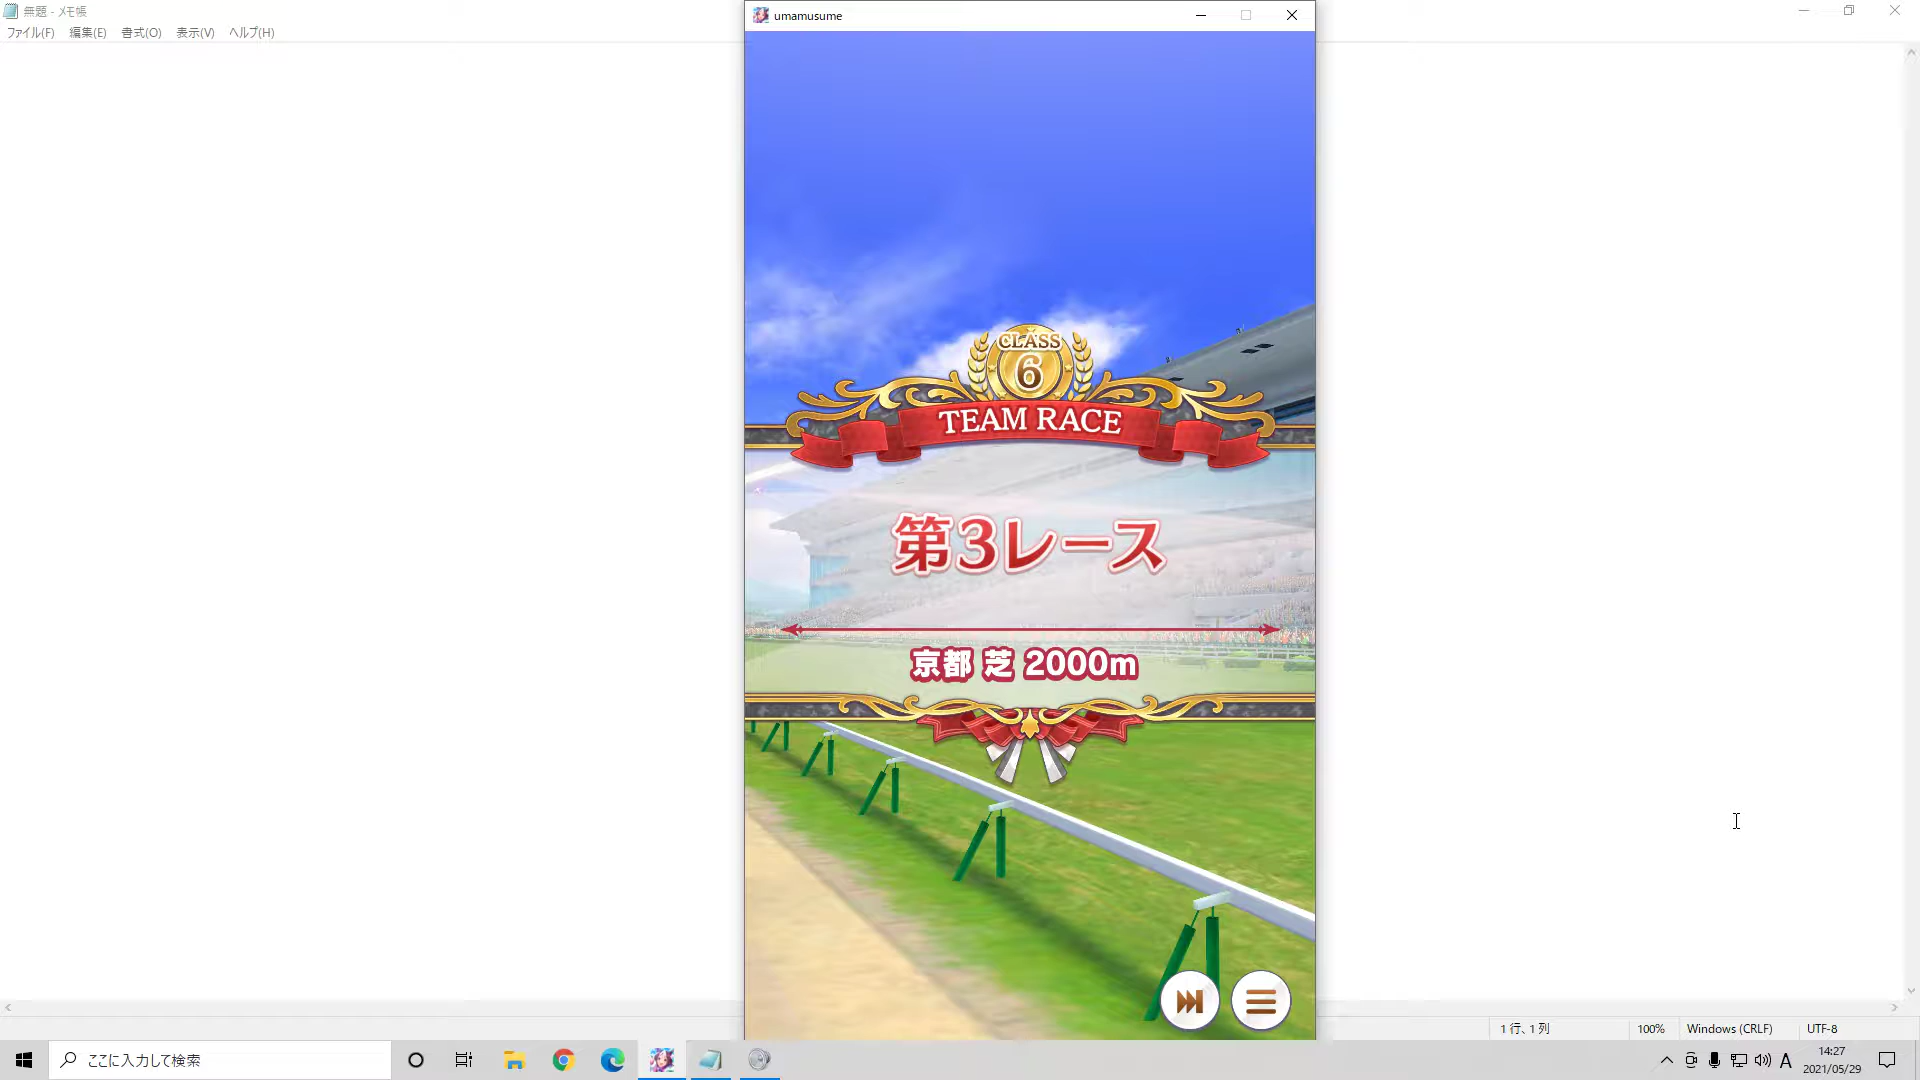 無題 - メモ帳
ファイル(F) 編集(E) 書式(O) 表示(V) ヘルプ(H)
umamusume
CLASS
6
TEAM RACE
第3レース
京都 芝 2000m
1 行、1 列 100% Windows (CRLF) UTF-8
ここに入力して検索
A
14:27
2021/05/29